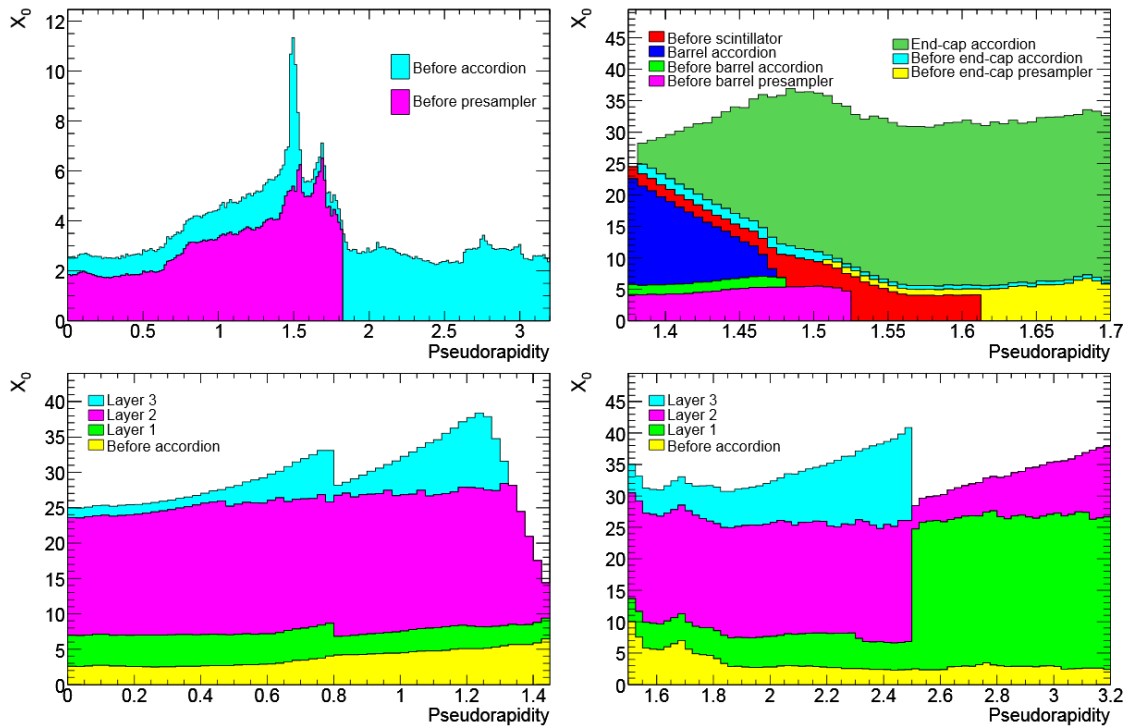 X0
12
10
8
6
4
2
0
Before accordion
Before presampler
0 0.5 1 1.5 2 2.5 3
Pseudorapidity
X0
45
40
35
30
25
20
15
10
5
0
Before scintillator
Barrel accordion
Before barrel accordion
Before barrel presampler
End-cap accordion
Before end-cap accordion
Before end-cap presampler
1.4 1.45 1.5 1.55 1.6 1.65 1.7
Pseudorapidity
X0
40
35
30
25
20
15
10
5
0
Layer 3
Layer 2
Layer 1
Before accordion
0 0.2 0.4 0.6 0.8 1 1.2 1.4
Pseudorapidity
X0
45
40
35
30
25
20
15
10
5
0
Layer 3
Layer 2
Layer 1
Before accordion
1.6 1.8 2 2.2 2.4 2.6 2.8 3 3.2
Pseudorapidity